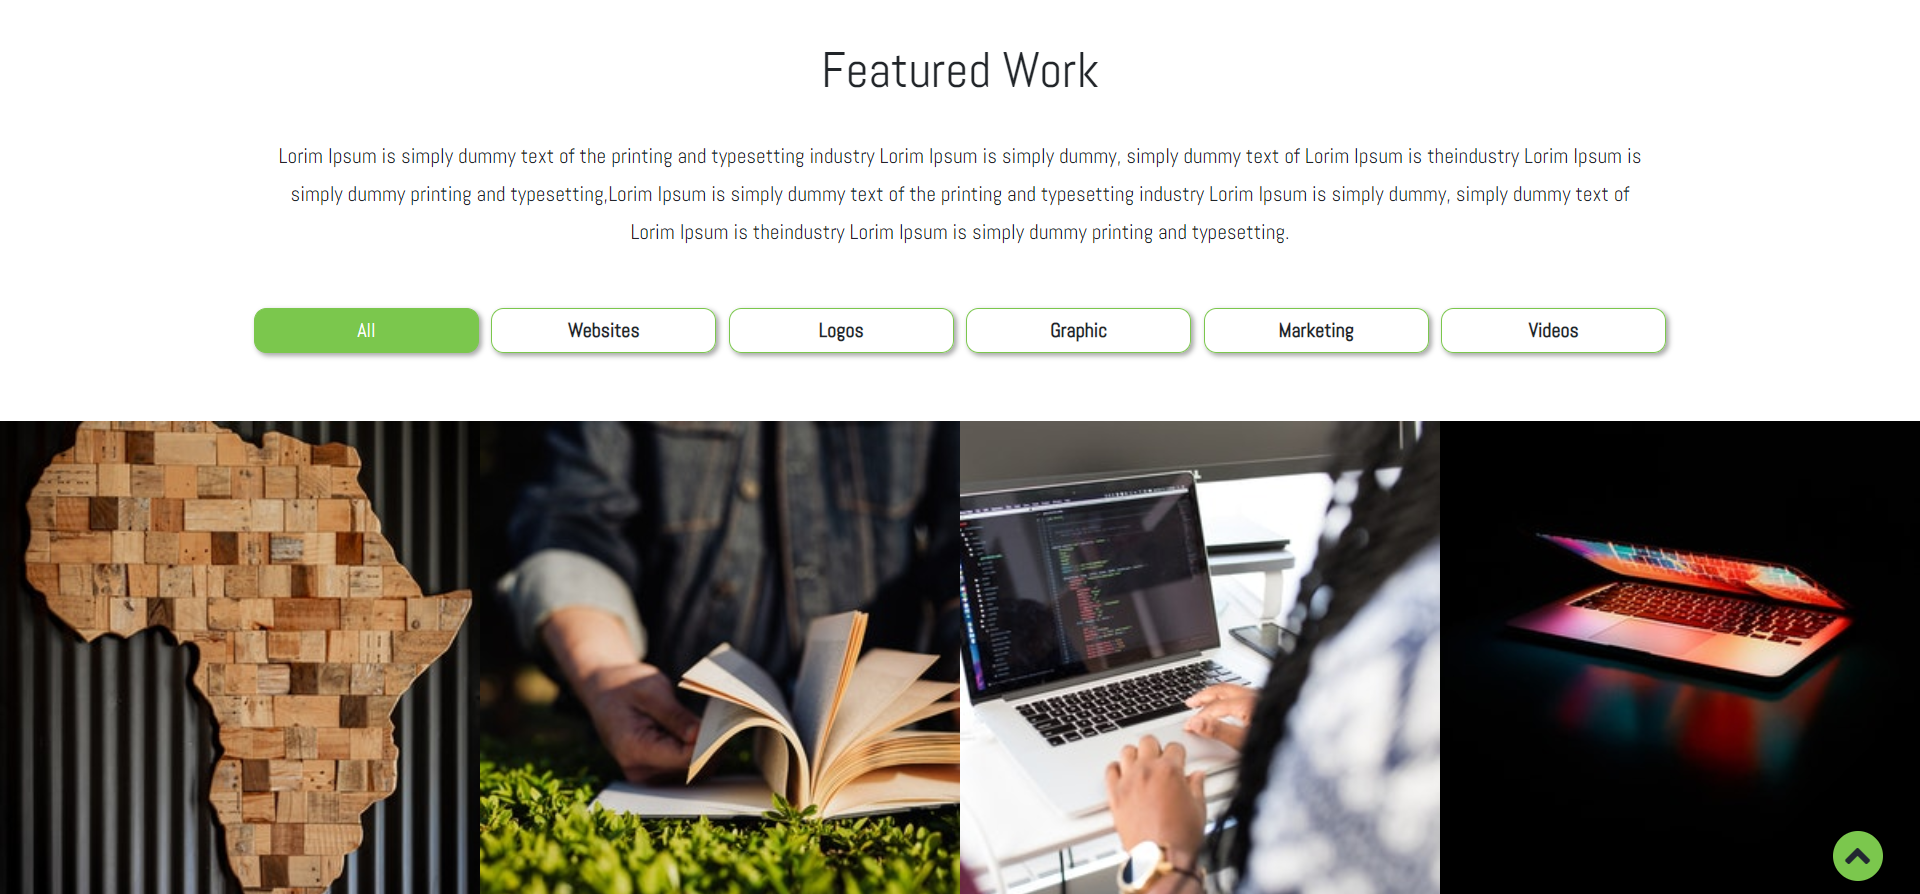 Featured Work
Lorim Ipsum is simply dummy text of the printing and typesetting industry Lorim Ipsum is simply dummy, simply dummy text of Lorim Ipsum is theindustry Lorim Ipsum is
simply dummy printing and typesetting,Lorim Ipsum is simply dummy text of the printing and typesetting industry Lorim Ipsum is simply dummy, simply dummy text of
Lorim Ipsum is theindustry Lorim Ipsum is simply dummy printing and typesetting.
All
Websites
Logos
Graphic
Marketing
Videos